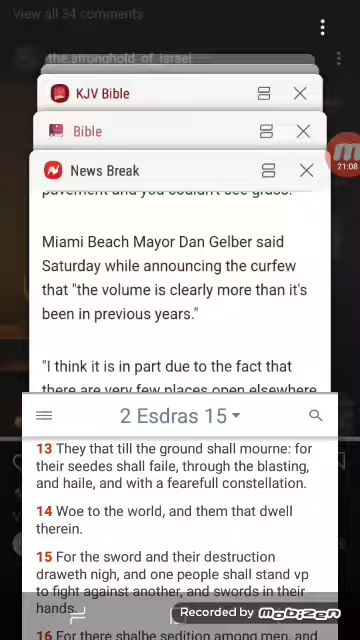 View all 34 comments
the.stronghold_of_israel
KJV Bible
Bible
21:08
News Break
pavement and you couldn't see grass.
Miami Beach Mayor Dan Gelber said
Saturday while announcing the curfew
that "the volume is clearly more than it's
been in previous years."
"I think it is in part due to the fact that
there are very few places open elsewhere
2 Esdras 15
13 They that till the ground shall mourne: for
their seedes shall faile, through the blasting,
and haile, and with a fearefull constellation.
14 Woe to the world, and them that dwell
therein.
15 For the sword and their destruction
draweth nigh, and one people shall stand vp
to fight against another, and swords in their
hands.
Recorded by mobizen
16 For there shalbe sedition among men, and